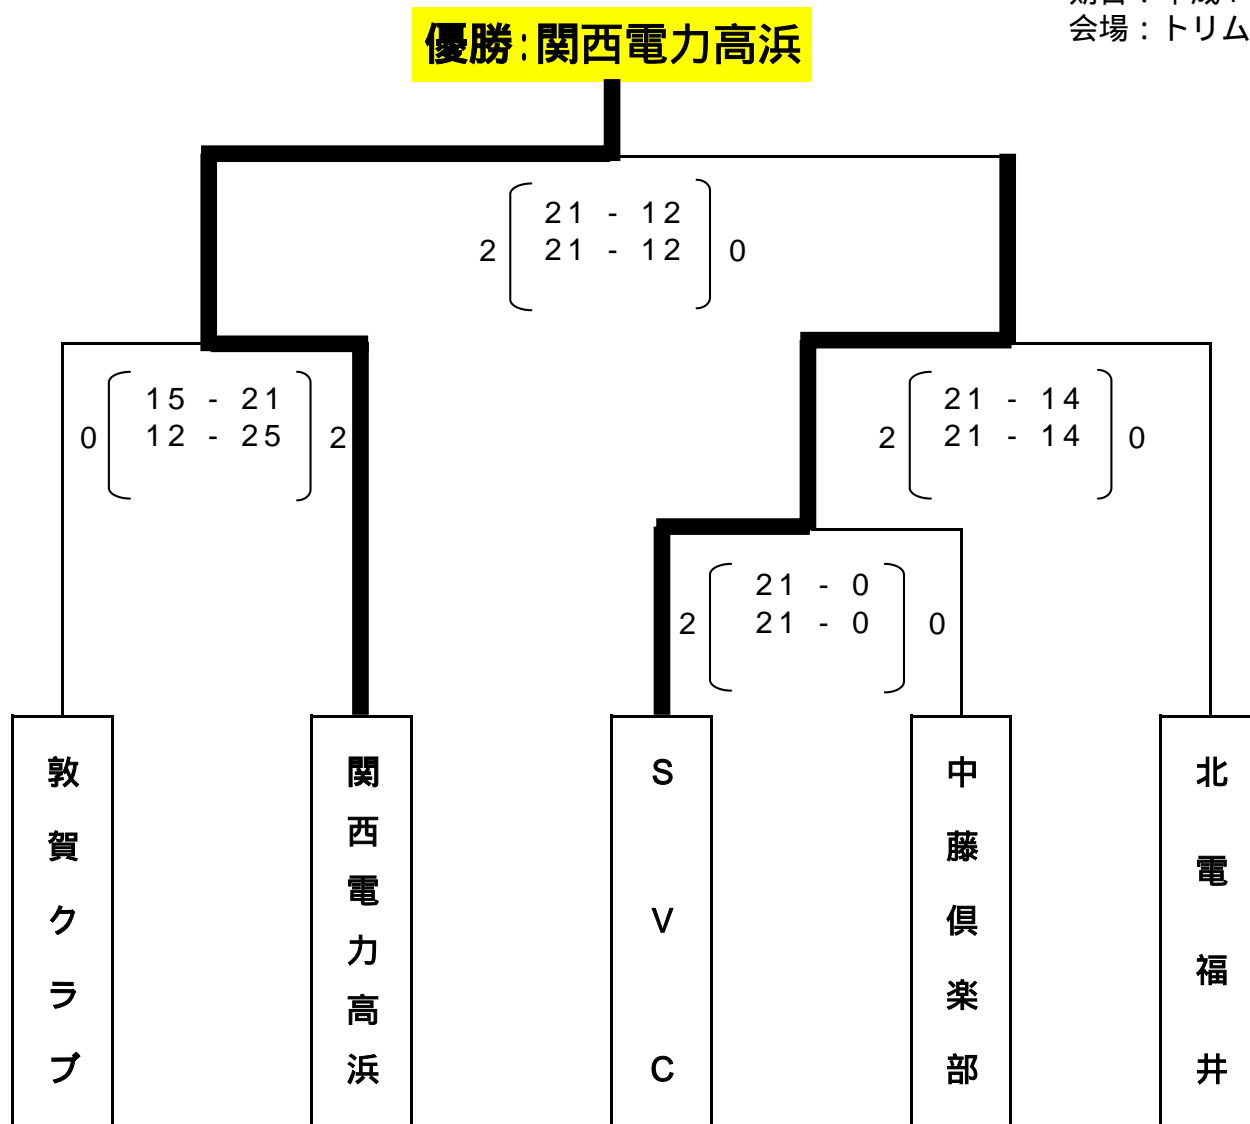 会場：トリム
優勝：関西電力高浜
21 - 12
2 21 - 12 0
15 - 21
0 12 - 25 2
21 - 14
2 21 - 14 0
21 - 0
2 21 - 0 0
敦賀クラブ
関西電力高浜
SVC
中藤倶楽部
北電福井